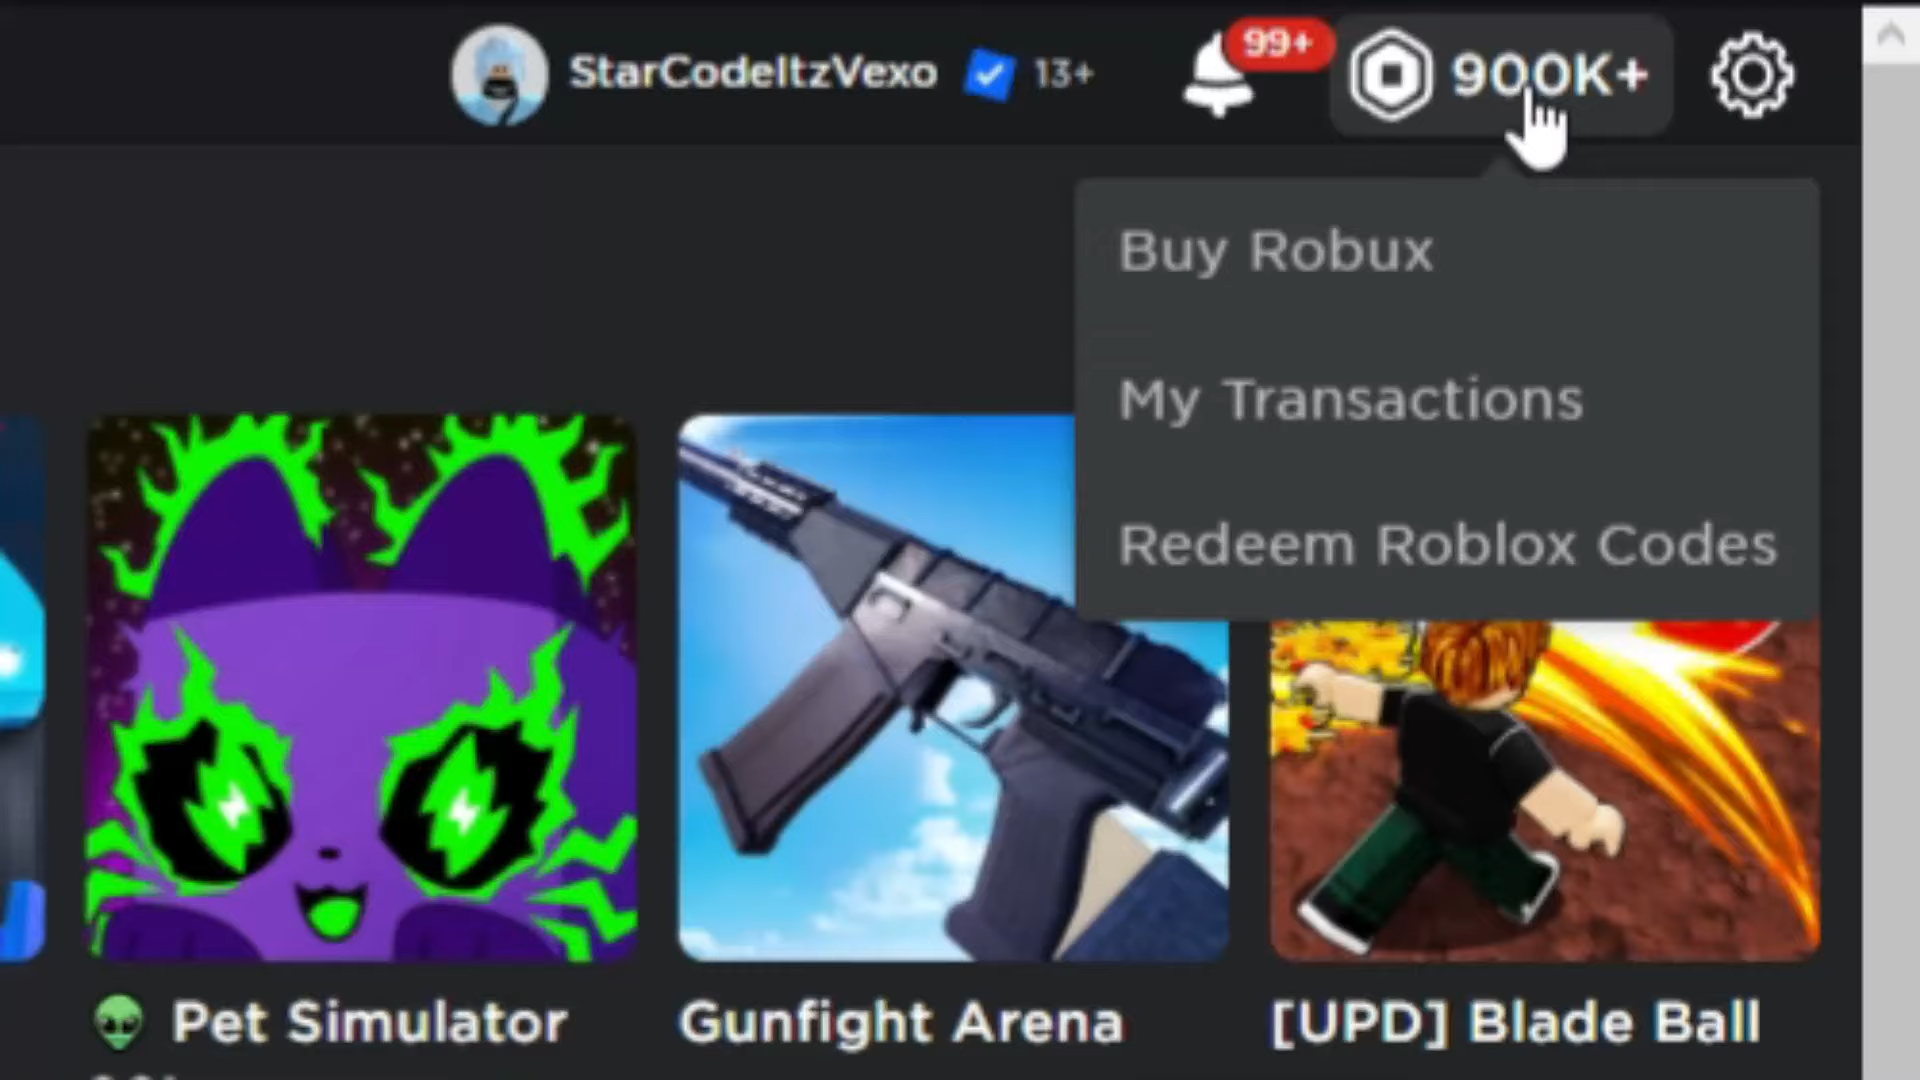 StarCodeItzVexo 13+ 99+ 900K+
Buy Robux
My Transactions
Redeem Roblox Codes
Pet Simulator
Gunfight Arena
[UPD] Blade Ball